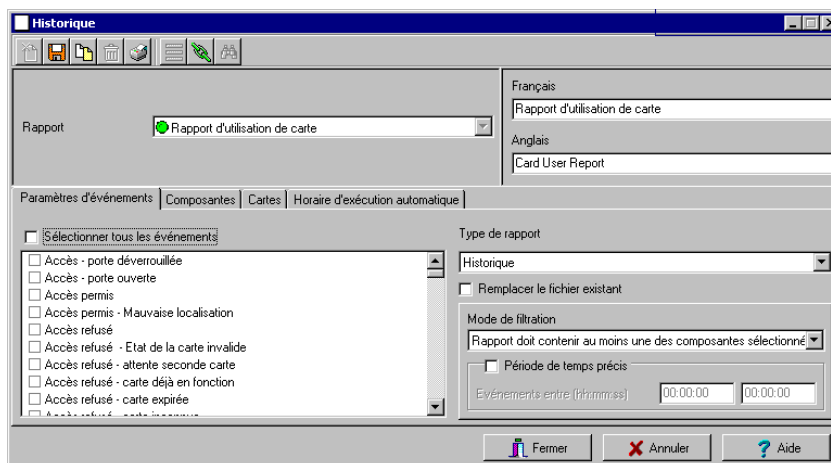 Historique
Rapport
Rapport d'utilisation de carte
Français
Rapport d'utilisation de carte
Anglais
Card User Report
Paramètres d'événements
Composantes
Cartes
Horaire d'exécution automatique
Sélectionner tous les événements
Accès - porte déverrouillée
Accès - porte ouverte
Accès permis
Accès permis - Mauvaise localisation
Accès refusé
Accès refusé - Etat de la carte invalide
Accès refusé - attente seconde carte
Accès refusé - carte déjà en fonction
Accès refusé - carte expirée
Type de rapport
Historique
Remplacer le fichier existant
Mode de filtration
Rapport doit contenir au moins une des composantes sélectionné
Période de temps précis
Evénements entre (hh:mm:ss)
00:00:00
00:00:00
Fermer
Annuler
Aide